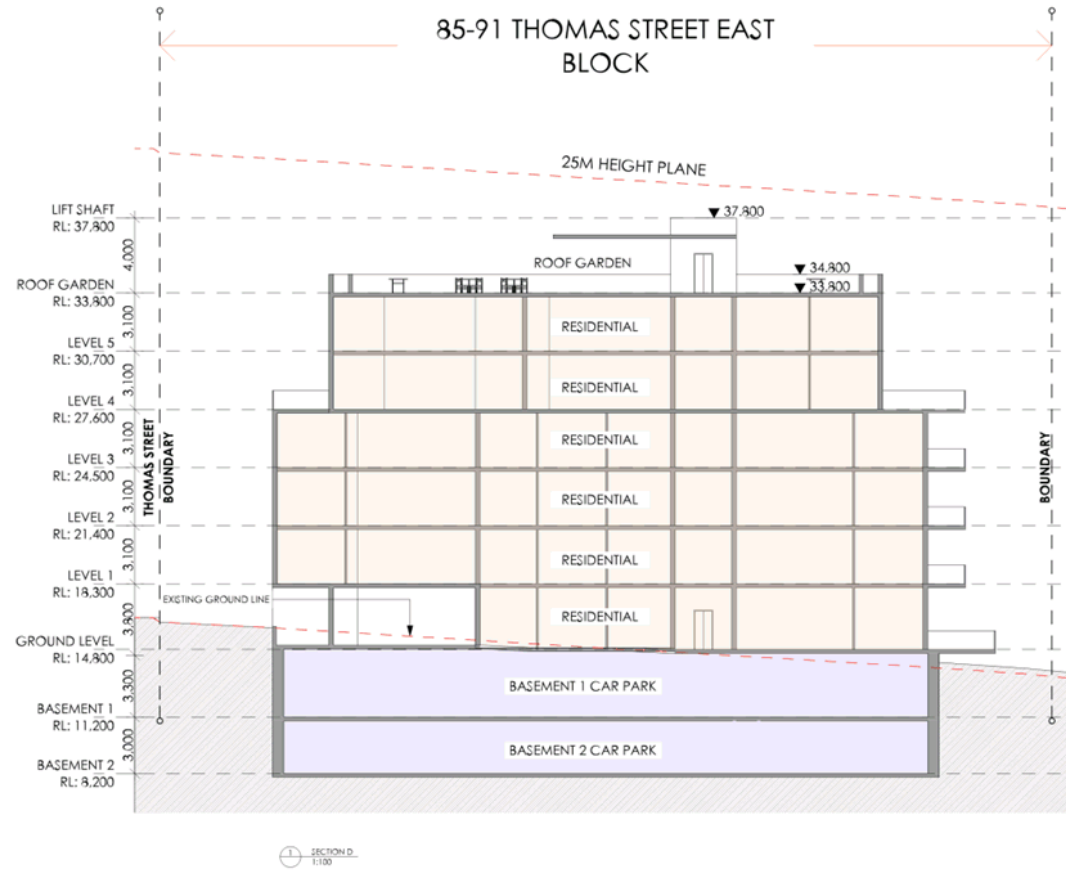 85-91 THOMAS STREET EAST
BLOCK
25M HEIGHT PLANE
LIFT SHAFT
RL: 37,800
37.800
4,000
ROOF GARDEN
34.800
ROOF GARDEN
RL: 33,800
33.800
3,100
RESIDENTIAL
LEVEL 5
RL: 30,700
3,100
RESIDENTIAL
LEVEL 4
RL: 27,600
3,100
RESIDENTIAL
THOMAS STREET
BOUNDARY
BOUNDARY
LEVEL 3
RL: 24,500
3,100
RESIDENTIAL
LEVEL 2
RL: 21,400
3,100
RESIDENTIAL
LEVEL 1
RL: 18,300
EXISTING GROUND LINE
3,800
RESIDENTIAL
GROUND LEVEL
RL: 14,800
3,300
BASEMENT 1 CAR PARK
BASEMENT 1
RL: 11,200
3,000
BASEMENT 2 CAR PARK
BASEMENT 2
RL: 8,200
1
SECTION D
1:100